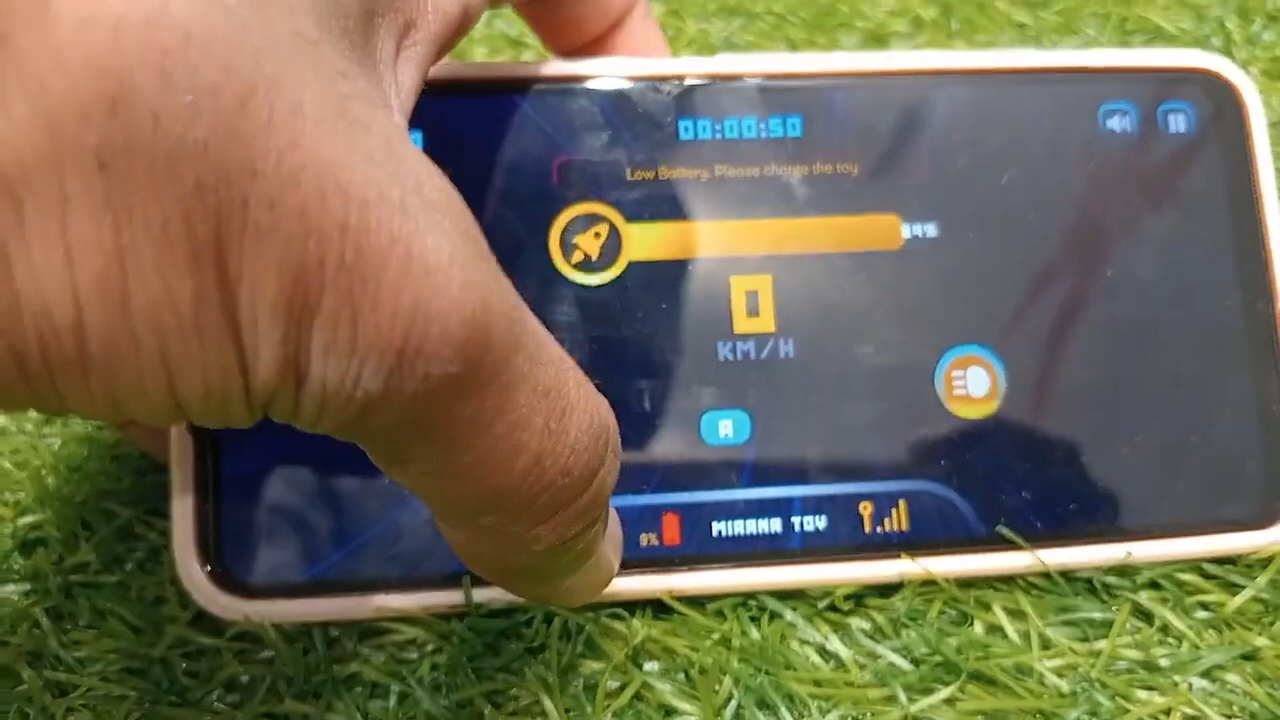 00:00:50
Low Battery. Please charge the toy
0
KM/H
A
9%
MIRANA TOY